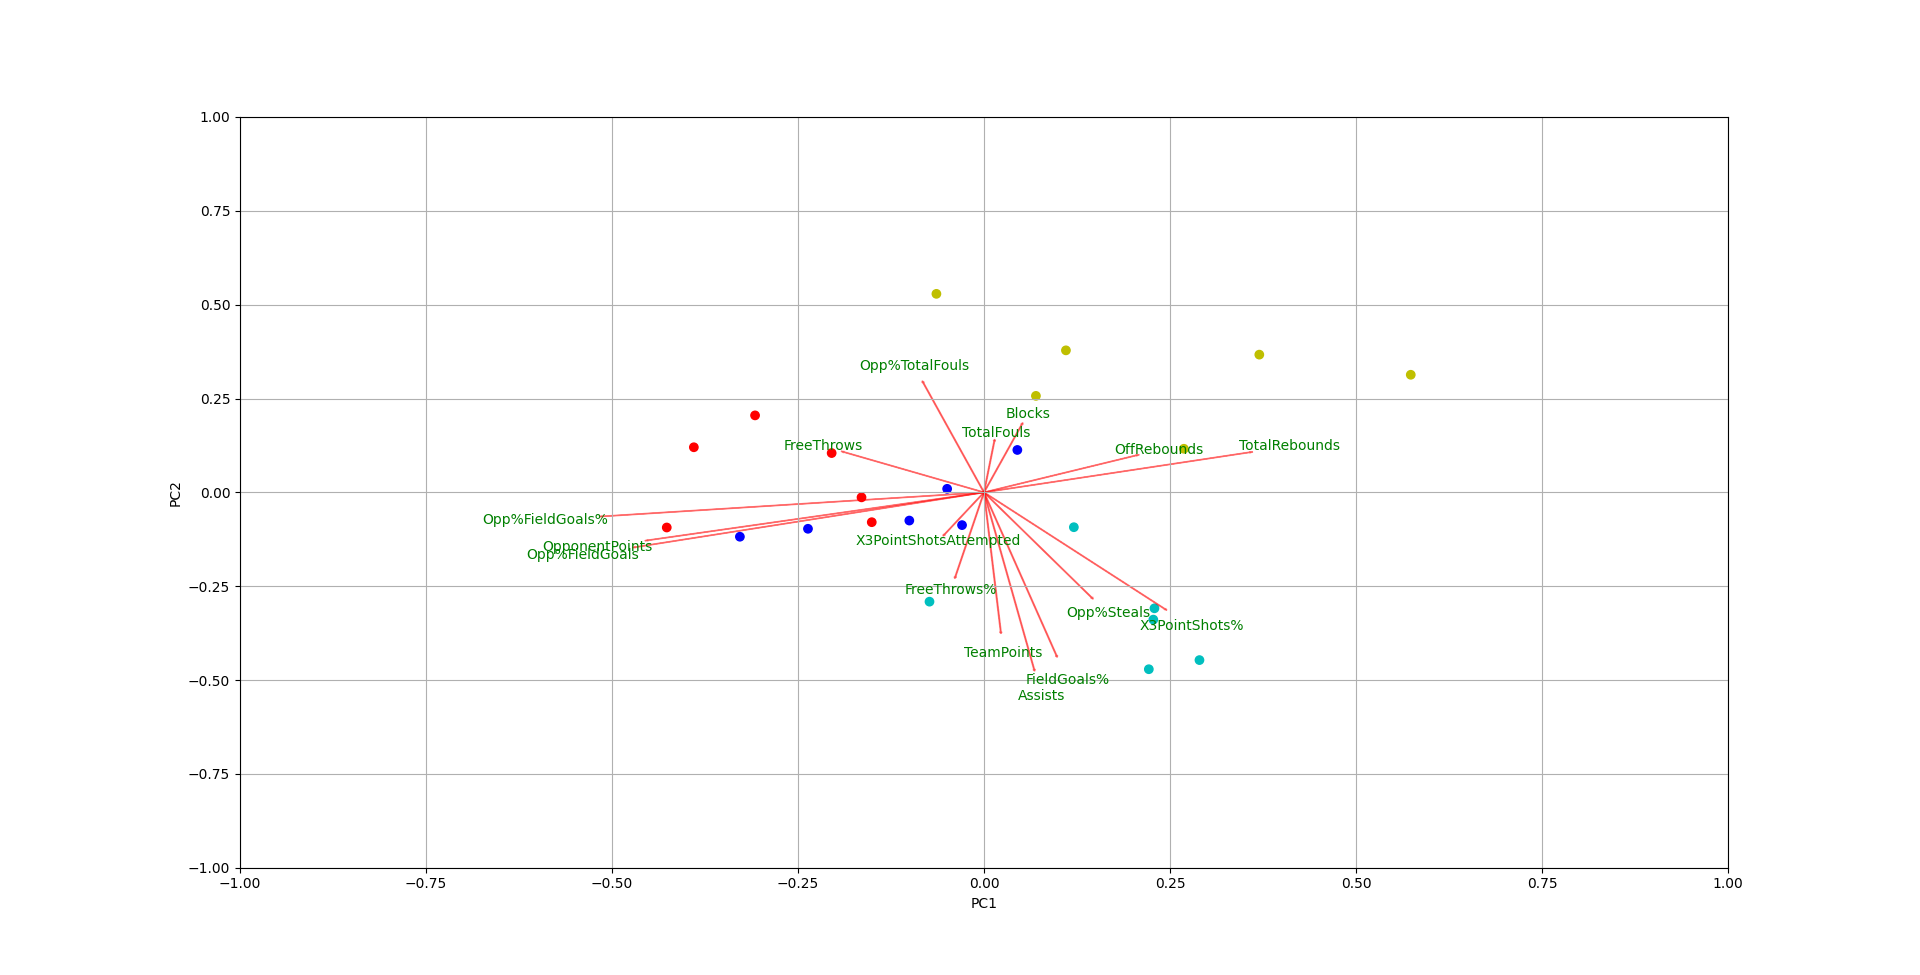 1.00
0.75
0.50
0.25
0.00
−0.25
−0.50
−0.75
−1.00
PC2
Opp%TotalFouls
Blocks
TotalFouls
FreeThrows
OffRebounds
TotalRebounds
Opp%FieldGoals%
OpponentPoints
Opp%FieldGoals
X3PointShotsAttempted
FreeThrows%
Opp%Steals
X3PointShots%
TeamPoints
FieldGoals%
Assists
−1.00 −0.75 −0.50 −0.25 0.00 0.25 0.50 0.75 1.00
PC1